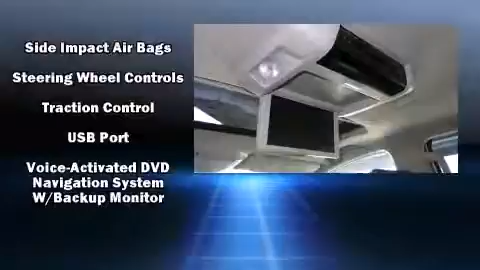 Side Impact Air Bags
Steering Wheel Controls
Traction Control
USB Port
Voice-Activated DVD
Navigation System
W/Backup Monitor